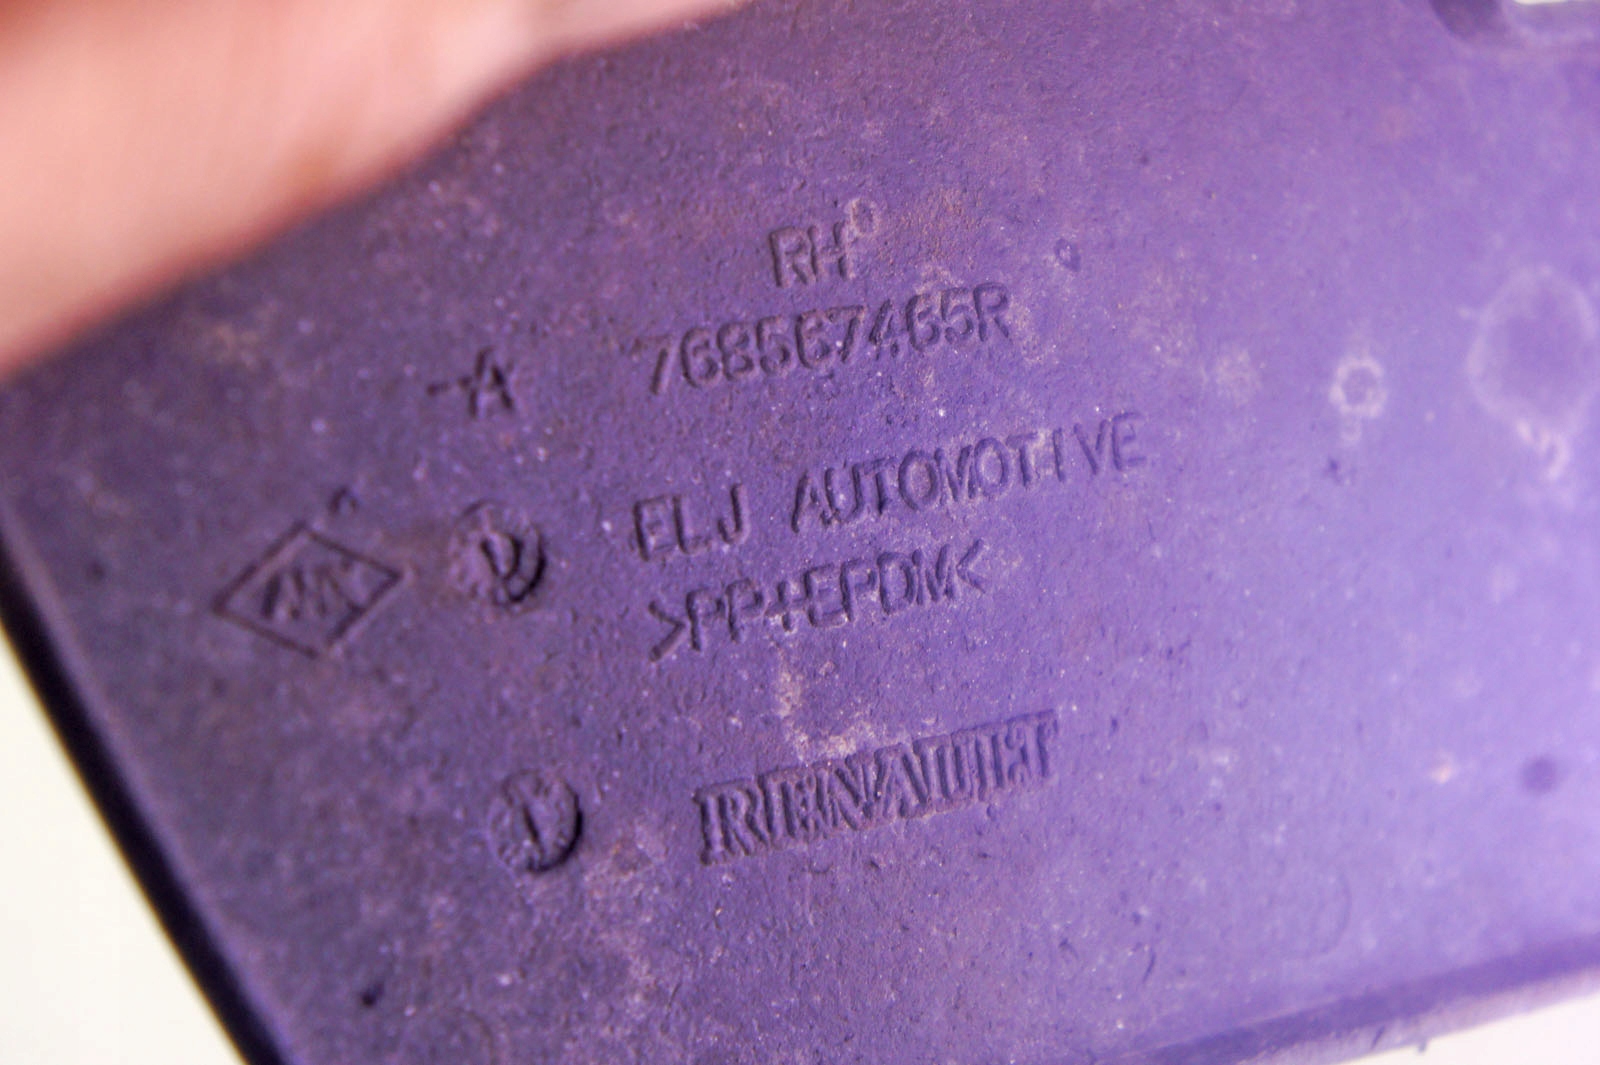 RH
768567465R
-A
ELJ AUTOMOTIVE
>PP+EPDM<
RENAULT